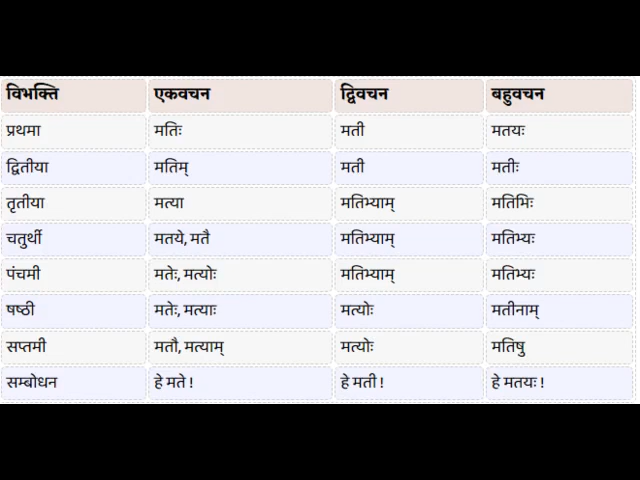 विभक्ति एकवचन द्विवचन बहुवचन
प्रथमा मतिः मती मतयः
द्वितीया मतिम् मती मतीः
तृतीया मत्या मतिभ्याम् मतिभिः
चतुर्थी मतये, मतै मतिभ्याम् मतिभ्यः
पंचमी मतेः, मत्योः मतिभ्याम् मतिभ्यः
षष्ठी मतेः, मत्याः मत्योः मतीनाम्
सप्तमी मतौ, मत्याम् मत्योः मतिषु
सम्बोधन हे मते ! हे मती ! हे मतयः !